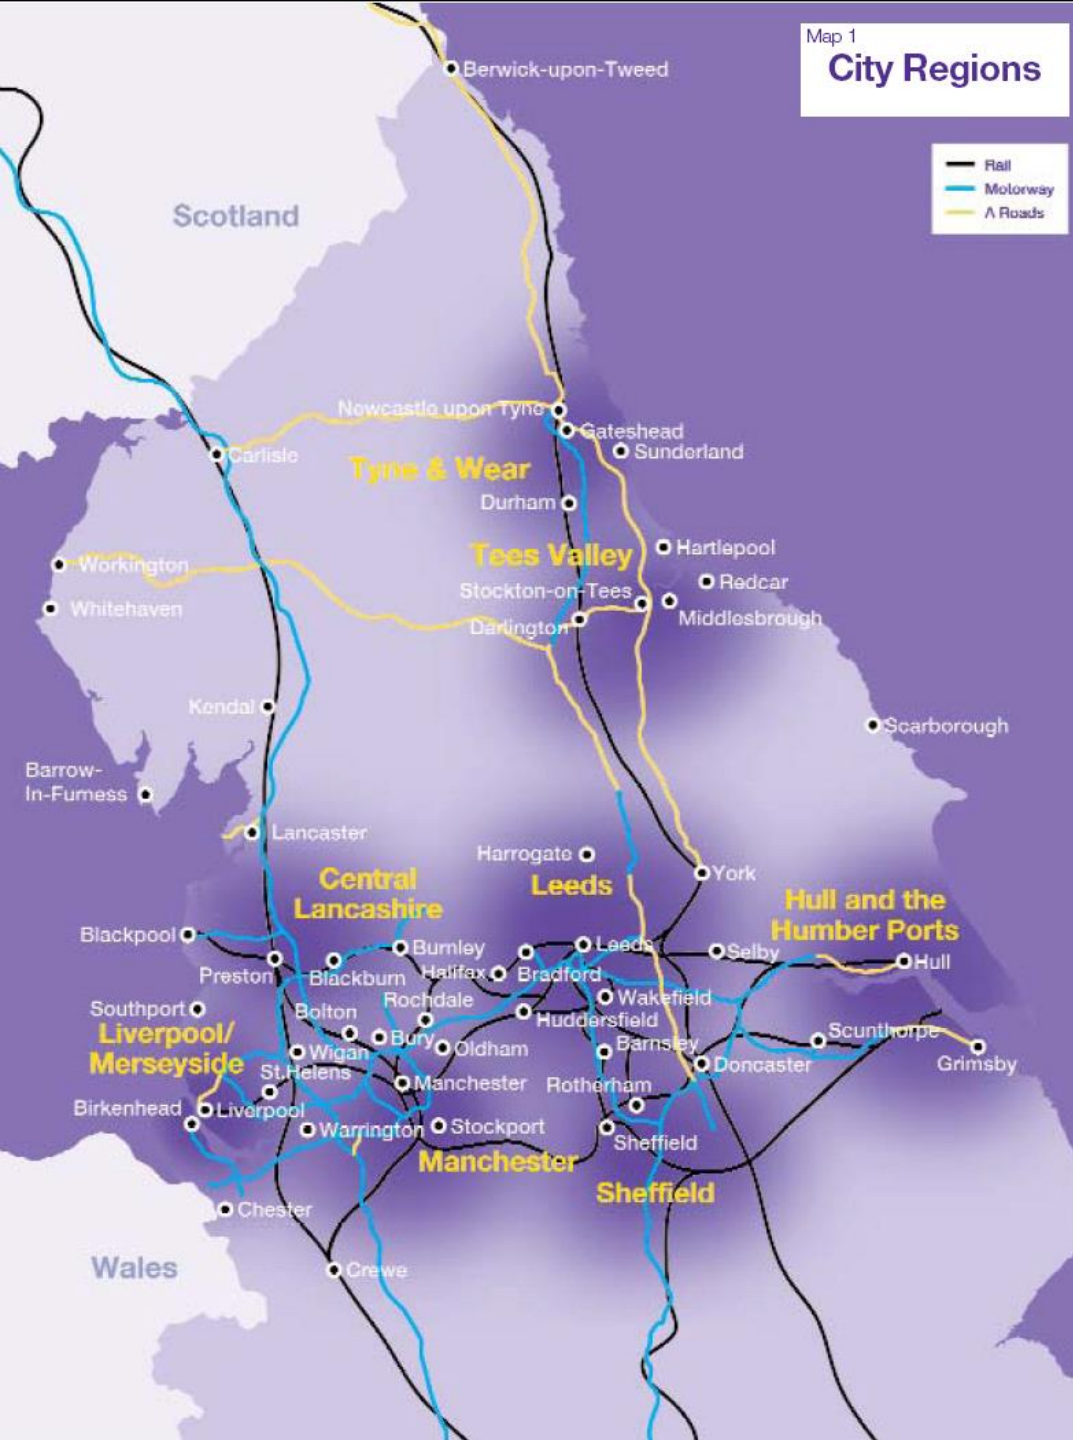 Map 1
City Regions
Rail
Motorway
A Roads
Berwick-upon-Tweed
Scotland
Newcastle upon Tyne
Gateshead
Carlisle
Sunderland
Tyne & Wear
Durham
Tees Valley
Hartlepool
Workington
Redcar
Stockton-on-Tees
Whitehaven
Middlesbrough
Darlington
Kendal
Scarborough
Barrow-
In-Furness
Lancaster
Harrogate
York
Central
Lancashire
Leeds
Hull and the
Humber Ports
Blackpool
Burnley
Leeds
Selby
Hull
Preston
Blackburn
Halifax
Bradford
Southport
Rochdale
Wakefield
Bolton
Huddersfield
Liverpool/
Merseyside
Bury
Scunthorpe
Wigan
Oldham
Barnsley
Grimsby
St.Helens
Doncaster
Manchester
Rotherham
Birkenhead
Liverpool
Warrington
Stockport
Sheffield
Manchester
Sheffield
Chester
Wales
Crewe